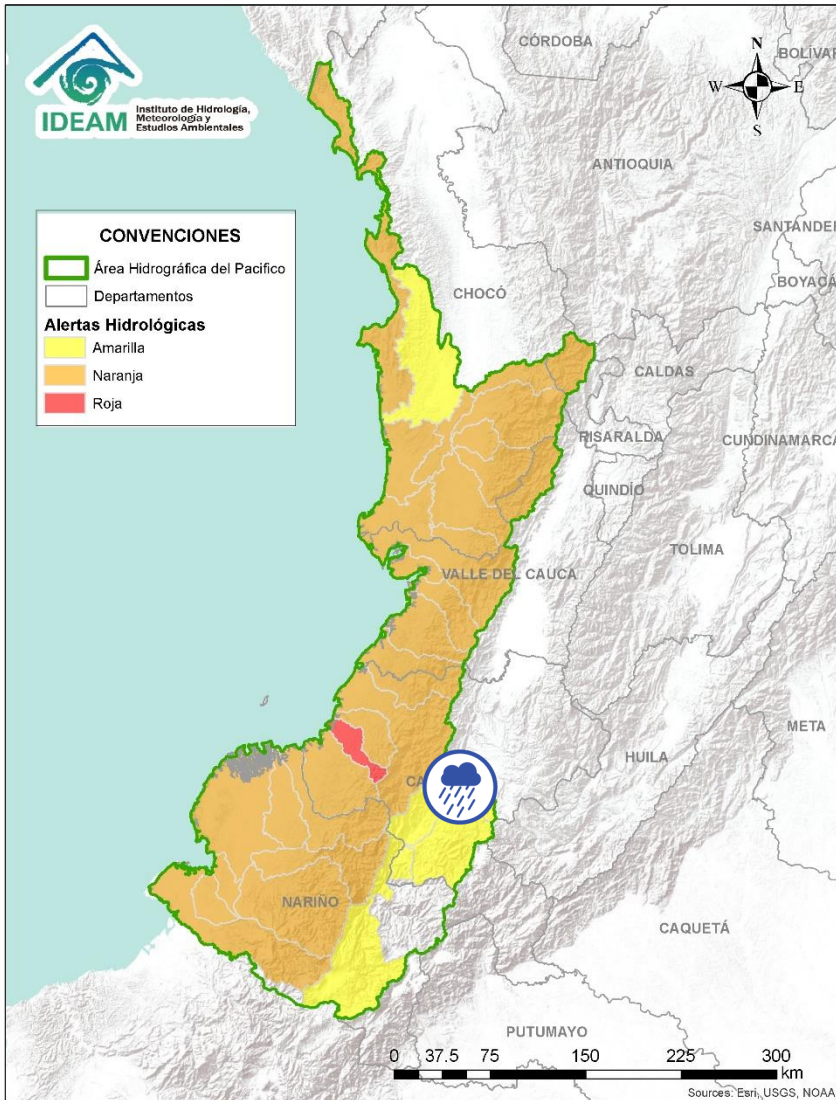 IDEAM
Instituto de Hidrología,
Meteorología y
Estudios Ambientales
CÓRDOBA
BOLÍVAR
N
W
E
S
ANTIOQUIA
SANTANDER
BOYACÁ
CONVENCIONES
Área Hidrográfica del Pacifico
Departamentos
Alertas Hidrológicas
Amarilla
Naranja
Roja
CHOCÓ
CALDAS
RISARALDA
CUNDINAMARCA
QUINDÍO
TOLIMA
VALLE DEL CAUCA
META
HUILA
CA
NARIÑO
CAQUETÁ
PUTUMAYO
0 37.5 75 150 225 300
km
Sources: Esri, USGS, NOAA